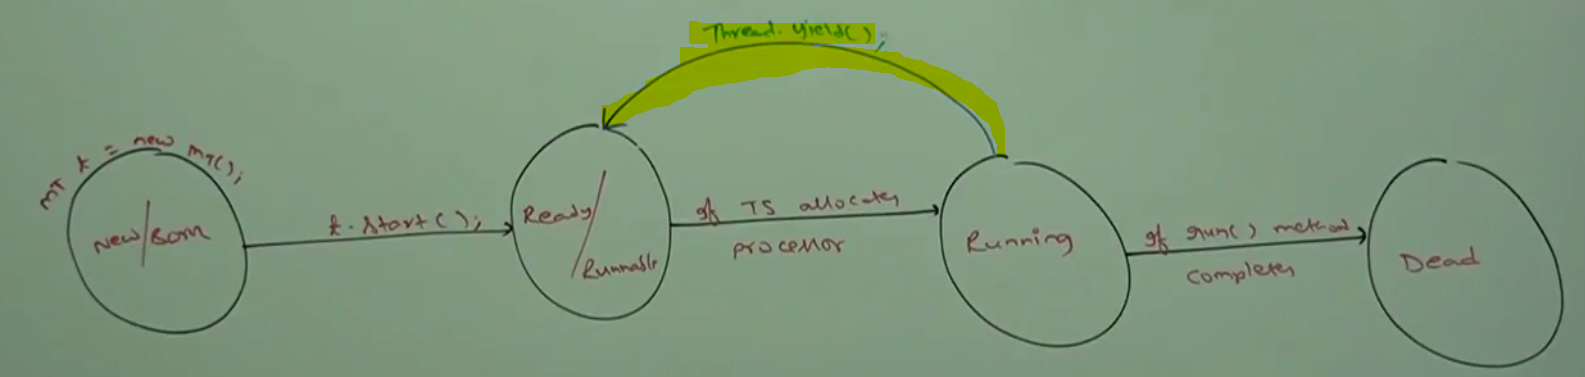 Thread.yield();
MT t = new MT();
New/Born
t.start();
Ready/
Runnable
If TS allocates
processor
Running
If run() method
completes
Dead